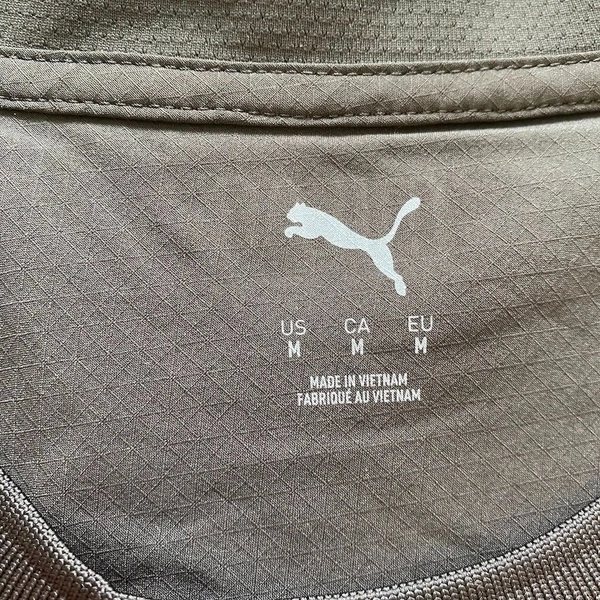 US CA EU
M M M
MADE IN VIETNAM
FABRIQUÉ AU VIETNAM